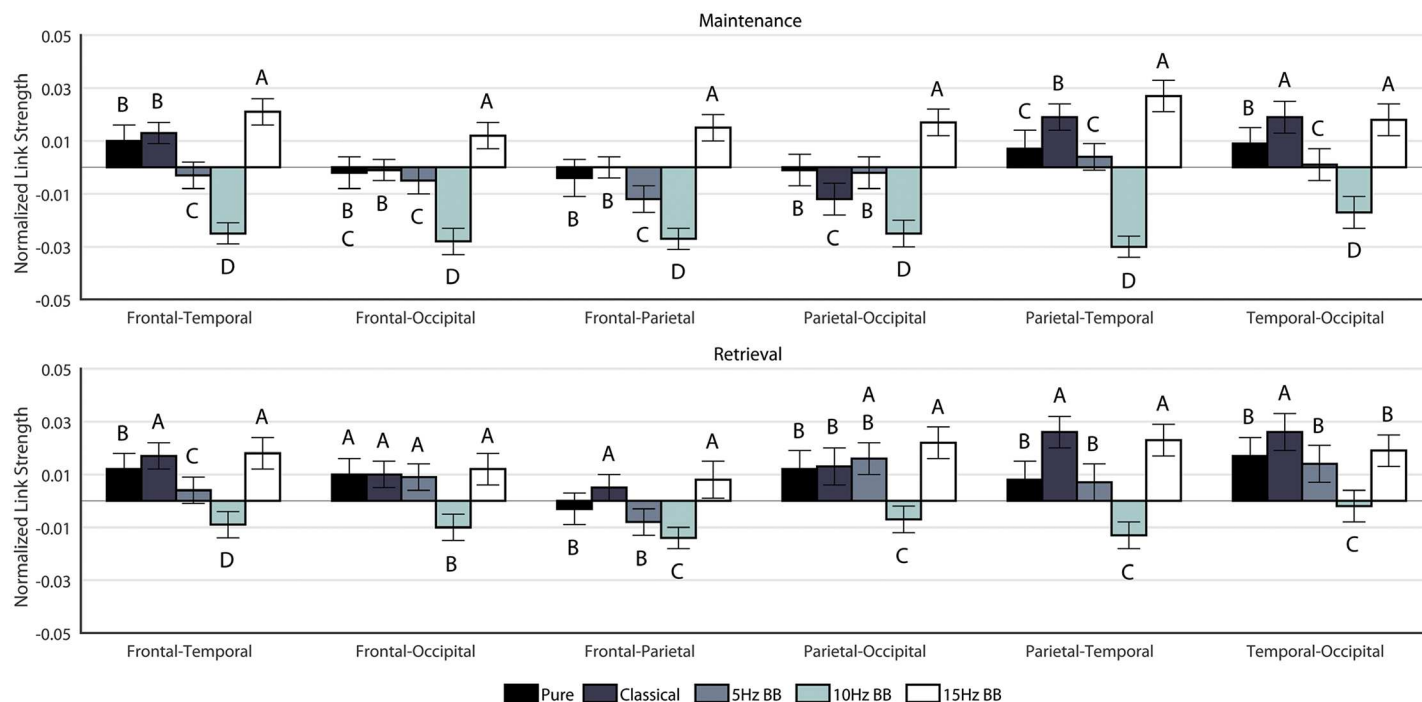 Maintenance
Normalized Link Strength
0.05
0.03
0.01
-0.01
-0.03
-0.05
B B C D A
B C B C D A
B B C D A
B C B D A
C B C D A
B A C D A
Frontal-Temporal Frontal-Occipital Frontal-Parietal Parietal-Occipital Parietal-Temporal Temporal-Occipital
Retrieval
Normalized Link Strength
0.05
0.03
0.01
-0.01
-0.03
-0.05
B A C D A
A A A B A
B A B C A
B B A B C A
B A B C A
B A B C B
Frontal-Temporal Frontal-Occipital Frontal-Parietal Parietal-Occipital Parietal-Temporal Temporal-Occipital
Pure Classical 5Hz BB 10Hz BB 15Hz BB